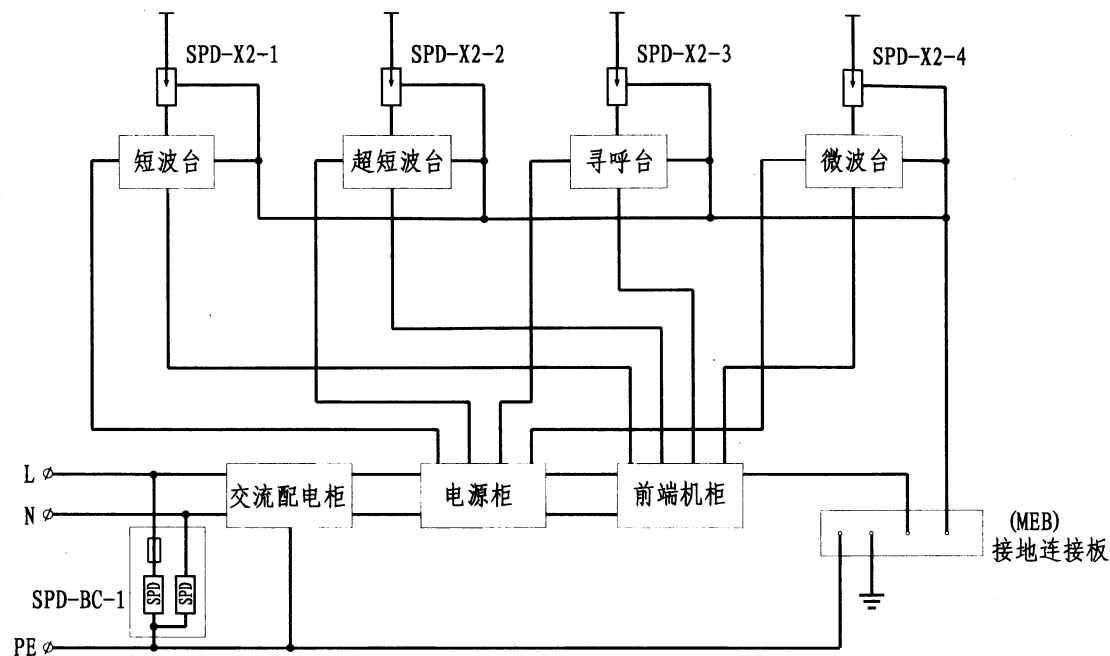 SPD-X2-1
SPD-X2-2
SPD-X2-3
SPD-X2-4
短波台
超短波台
寻呼台
微波台
L
N
交流配电柜
电源柜
前端机柜
(MEB)
接地连接板
SPD-BC-1
SPD
SPD
PE